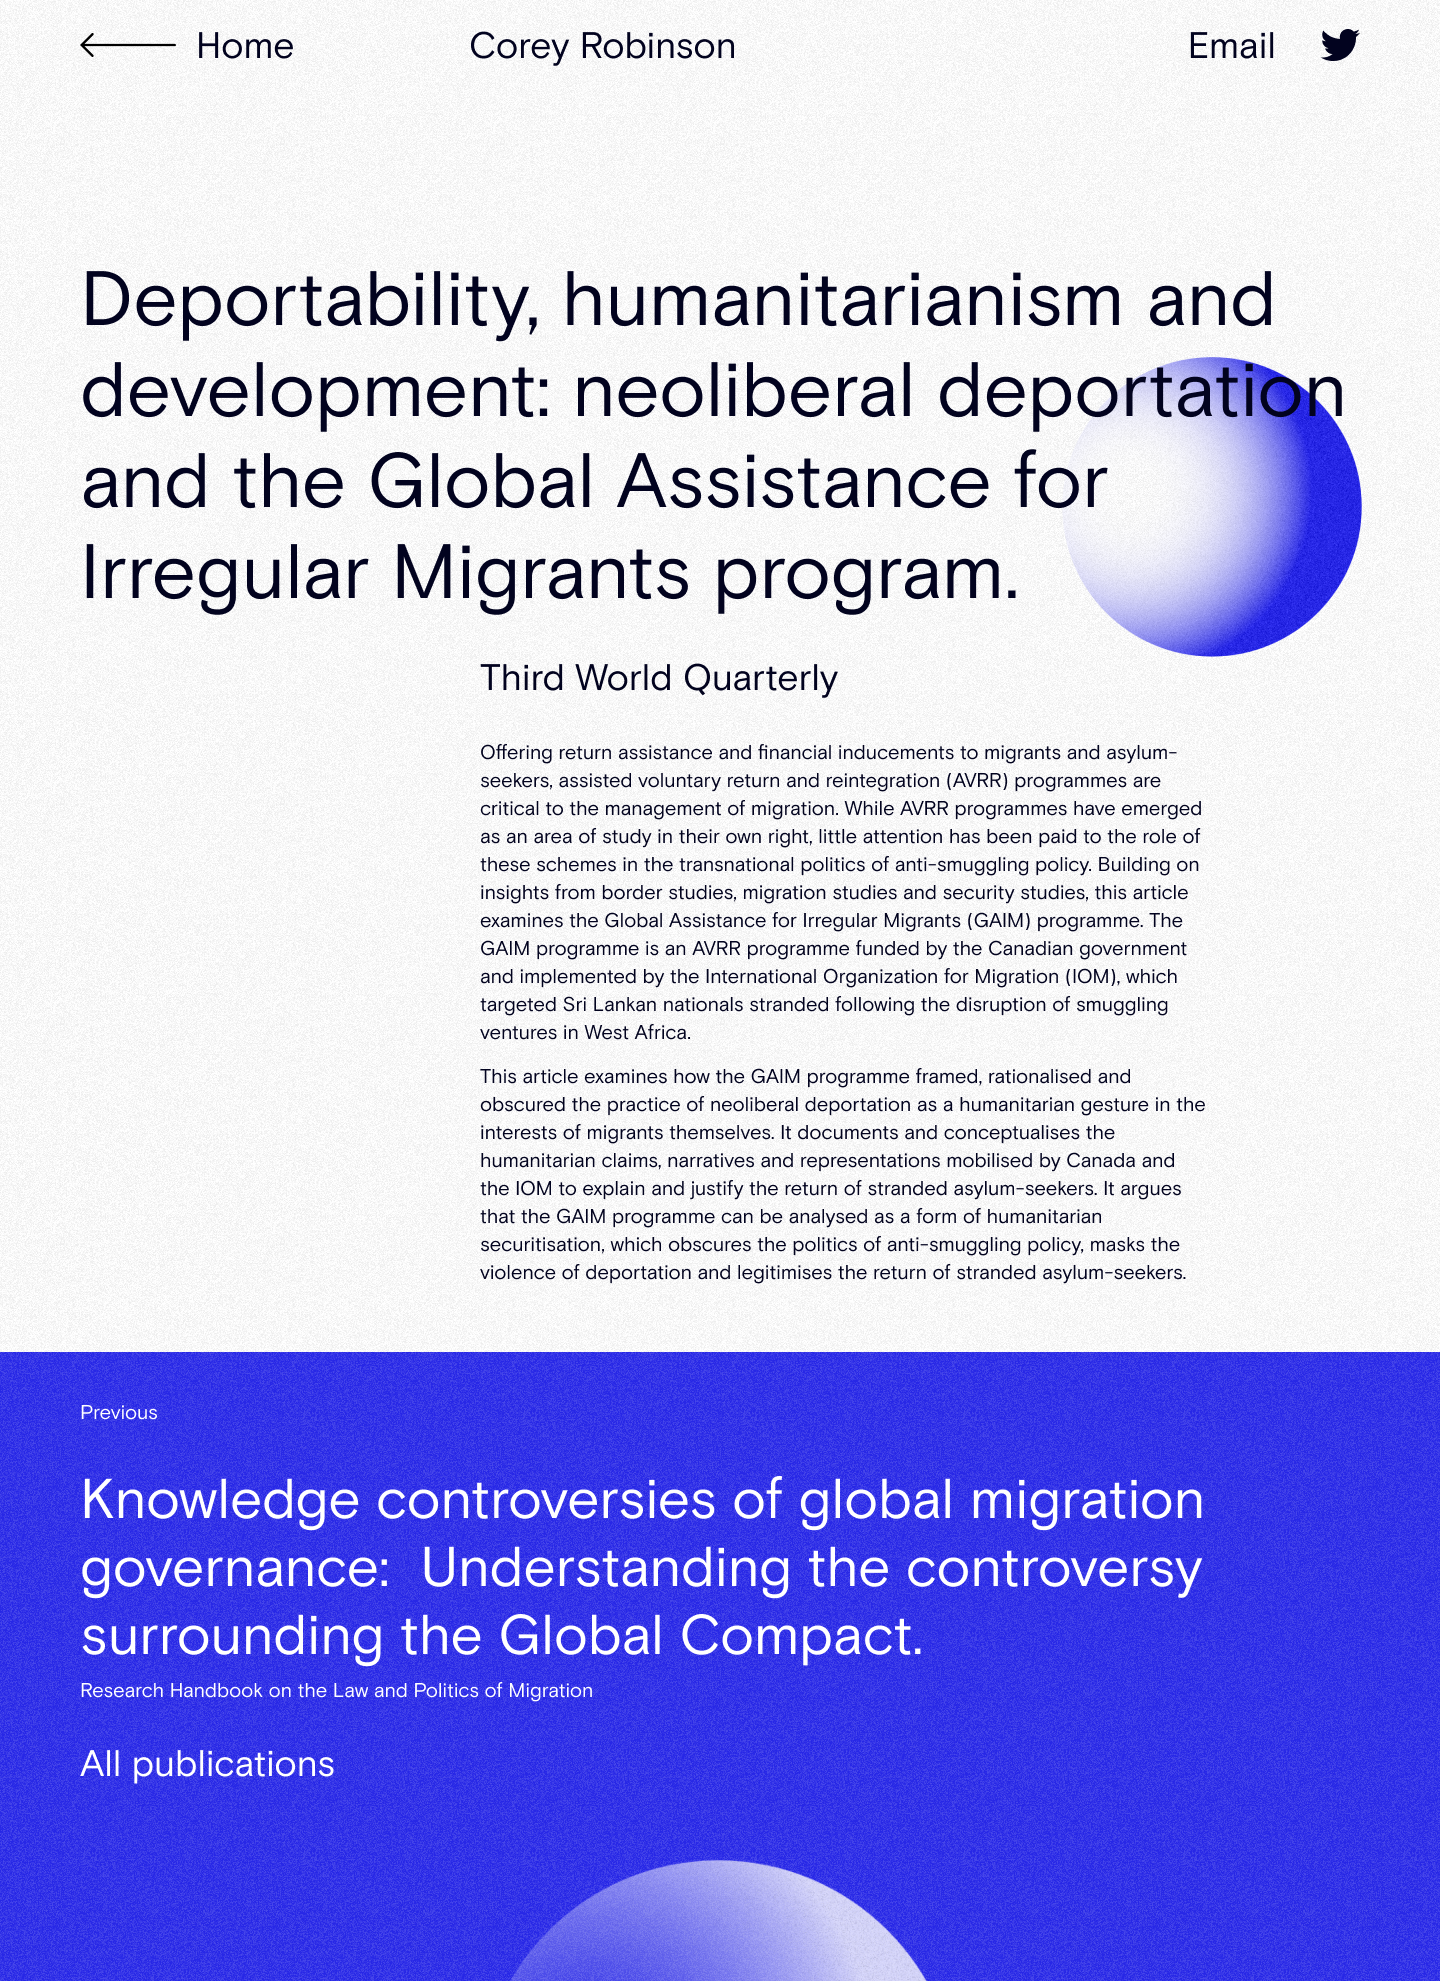 Home
Corey Robinson
Email
Deportability, humanitarianism and
development: neoliberal deportation
and the Global Assistance for
Irregular Migrants program.
Third World Quarterly
Offering return assistance and financial inducements to migrants and asylum-
seekers, assisted voluntary return and reintegration (AVRR) programmes are
critical to the management of migration. While AVRR programmes have emerged
as an area of study in their own right, little attention has been paid to the role of
these schemes in the transnational politics of anti-smuggling policy. Building on
insights from border studies, migration studies and security studies, this article
examines the Global Assistance for Irregular Migrants (GAIM) programme. The
GAIM programme is an AVRR programme funded by the Canadian government
and implemented by the International Organization for Migration (IOM), which
targeted Sri Lankan nationals stranded following the disruption of smuggling
ventures in West Africa.
This article examines how the GAIM programme framed, rationalised and
obscured the practice of neoliberal deportation as a humanitarian gesture in the
interests of migrants themselves. It documents and conceptualises the
humanitarian claims, narratives and representations mobilised by Canada and
the IOM to explain and justify the return of stranded asylum-seekers. It argues
that the GAIM programme can be analysed as a form of humanitarian
securitisation, which obscures the politics of anti-smuggling policy, masks the
violence of deportation and legitimises the return of stranded asylum-seekers.
Previous
Knowledge controversies of global migration
governance:  Understanding the controversy
surrounding the Global Compact.
Research Handbook on the Law and Politics of Migration
All publications